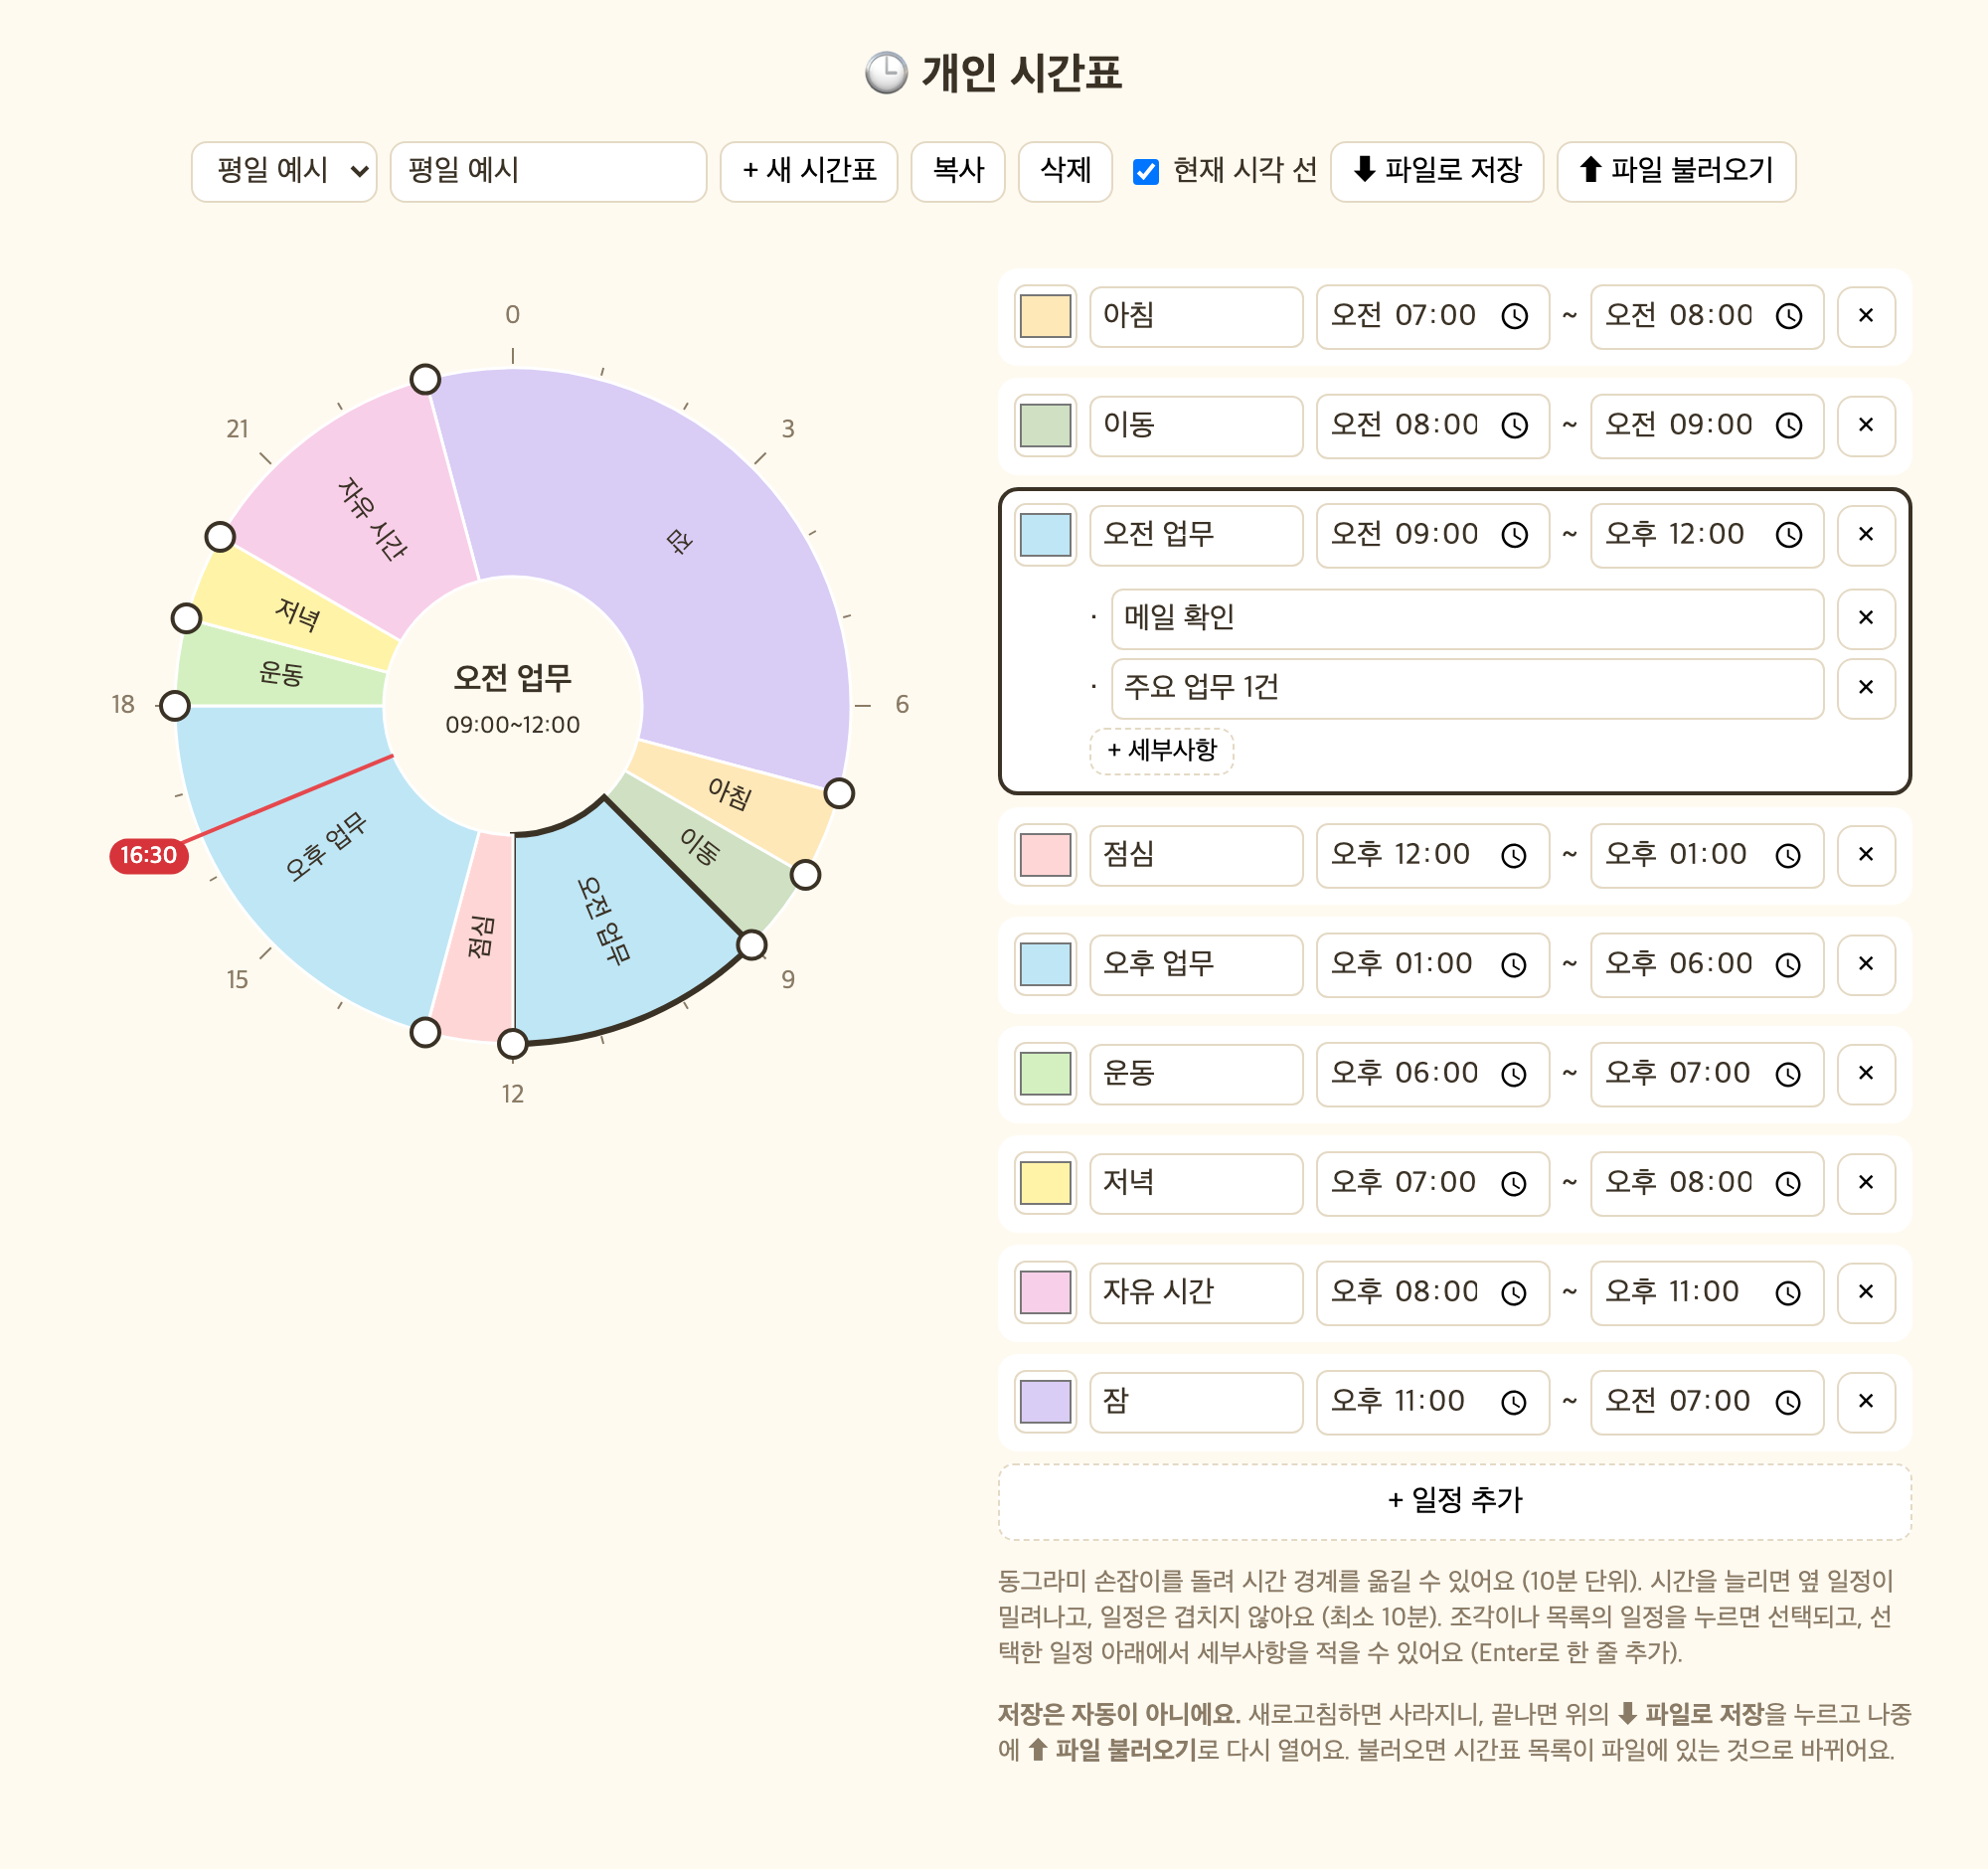 개인 시간표
평일 예시
평일 예시
+ 새 시간표
복사
삭제
현재 시각 선
⬇ 파일로 저장
⬆ 파일 불러오기
0
3
6
9
12
15
18
21
잠
아침
이동
오전 업무
점심
오후 업무
운동
저녁
자유 시간
오전 업무
09:00~12:00
16:30
아침 오전 07:00 ~ 오전 08:00 ×
이동 오전 08:00 ~ 오전 09:00 ×
오전 업무 오전 09:00 ~ 오후 12:00 ×
· 메일 확인 ×
· 주요 업무 1건 ×
+ 세부사항
점심 오후 12:00 ~ 오후 01:00 ×
오후 업무 오후 01:00 ~ 오후 06:00 ×
운동 오후 06:00 ~ 오후 07:00 ×
저녁 오후 07:00 ~ 오후 08:00 ×
자유 시간 오후 08:00 ~ 오후 11:00 ×
잠 오후 11:00 ~ 오전 07:00 ×
+ 일정 추가
동그라미 손잡이를 돌려 시간 경계를 옮길 수 있어요 (10분 단위). 시간을 늘리면 옆 일정이
밀려나고, 일정은 겹치지 않아요 (최소 10분). 조각이나 목록의 일정을 누르면 선택되고, 선
택한 일정 아래에서 세부사항을 적을 수 있어요 (Enter로 한 줄 추가).
저장은 자동이 아니에요. 새로고침하면 사라지니, 끝나면 위의 ⬇ 파일로 저장을 누르고 나중
에 ⬆ 파일 불러오기로 다시 열어요. 불러오면 시간표 목록이 파일에 있는 것으로 바뀌어요.